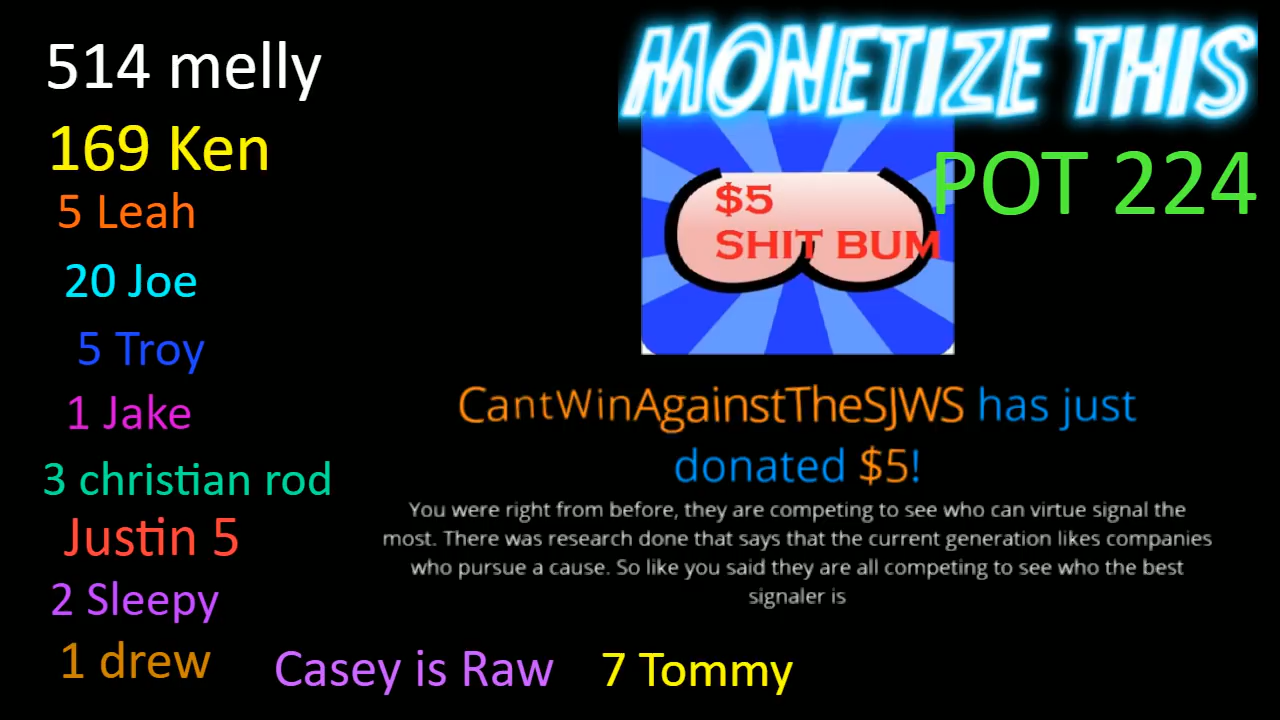 514 melly
169 Ken
5 Leah
20 Joe
5 Troy
1 Jake
3 christian rod
Justin 5
2 Sleepy
1 drew
Casey is Raw
7 Tommy
MONETIZE THIS
POT 224
$5
SHIT BUM
CantWinAgainstTheSJWS has just
donated $5!
You were right from before, they are competing to see who can virtue signal the
most. There was research done that says that the current generation likes companies
who pursue a cause. So like you said they are all competing to see who the best
signaler is